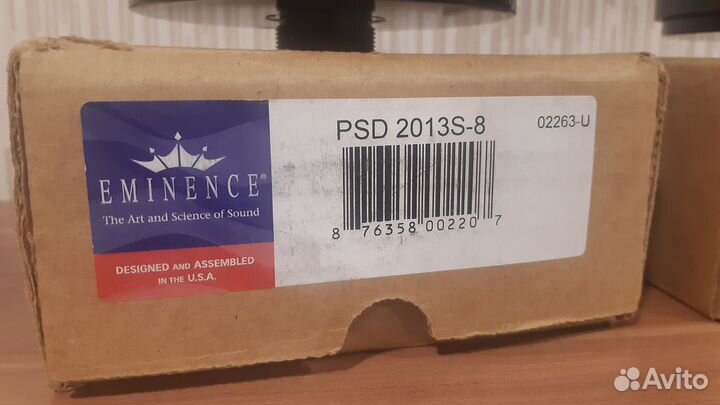 PSD 2013S-8
02263-U
EMINENCE®
The Art and Science of Sound
8 76358 00220 7
DESIGNED AND ASSEMBLED
IN THE U.S.A.
Avito